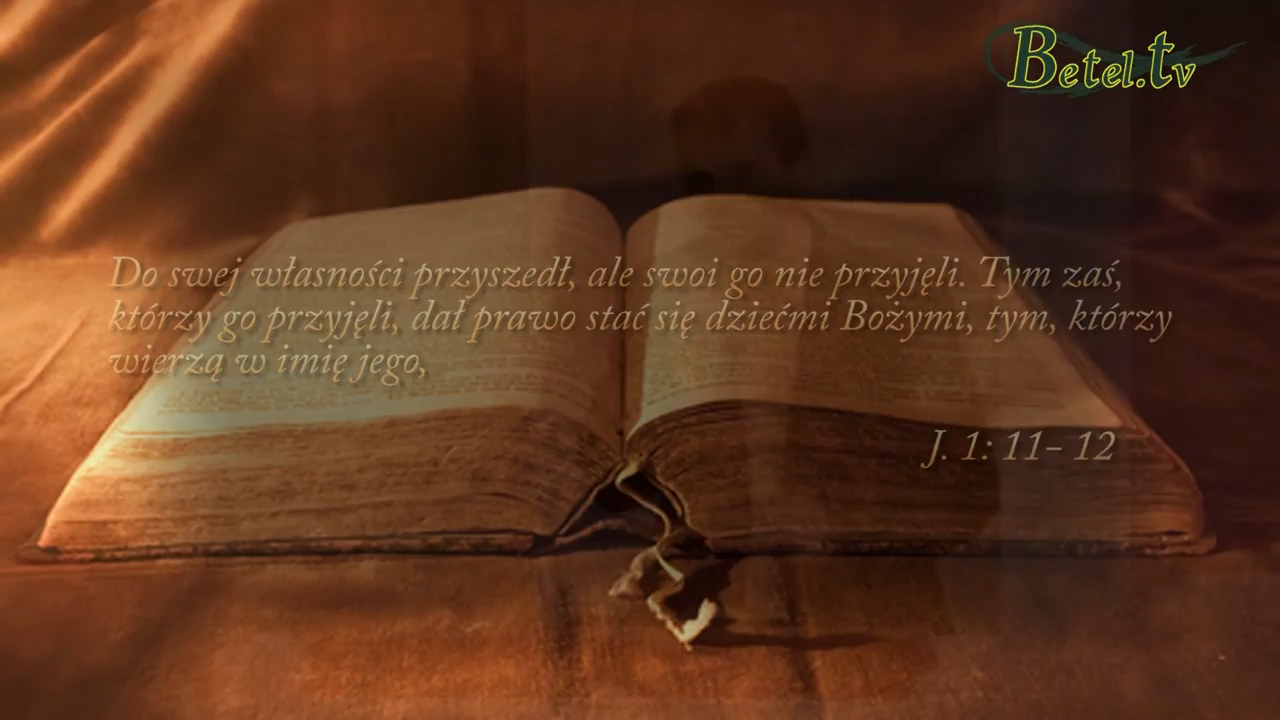 Betel.tv
Do swej własności przyszedł, ale swoi go nie przyjęli. Tym zaś,
którzy go przyjęli, dał prawo stać się dziećmi Bożymi, tym, którzy
wierzą w imię jego,
J. 1: 11- 12